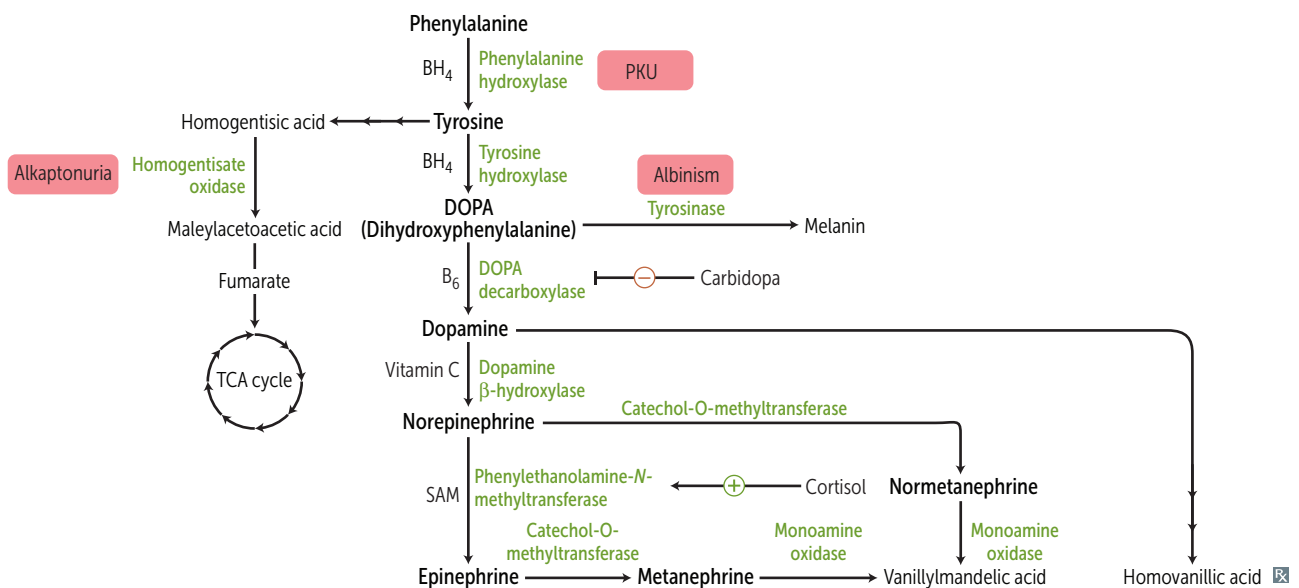 Phenylalanine
BH4
Phenylalanine
hydroxylase
PKU
Homogentisic acid
Tyrosine
Alkaptonuria
Homogentisate
oxidase
BH4
Tyrosine
hydroxylase
Albinism
Tyrosinase
Maleylacetoacetic acid
DOPA
(Dihydroxyphenylalanine)
Melanin
Fumarate
B6
DOPA
decarboxylase
−
Carbidopa
TCA cycle
Dopamine
Vitamin C
Dopamine
β-hydroxylase
Norepinephrine
Catechol-O-methyltransferase
SAM
Phenylethanolamine-N-
methyltransferase
+
Cortisol
Normetanephrine
Catechol-O-
methyltransferase
Monoamine
oxidase
Monoamine
oxidase
Epinephrine
Metanephrine
Vanillylmandelic acid
Homovanillic acid
Rx